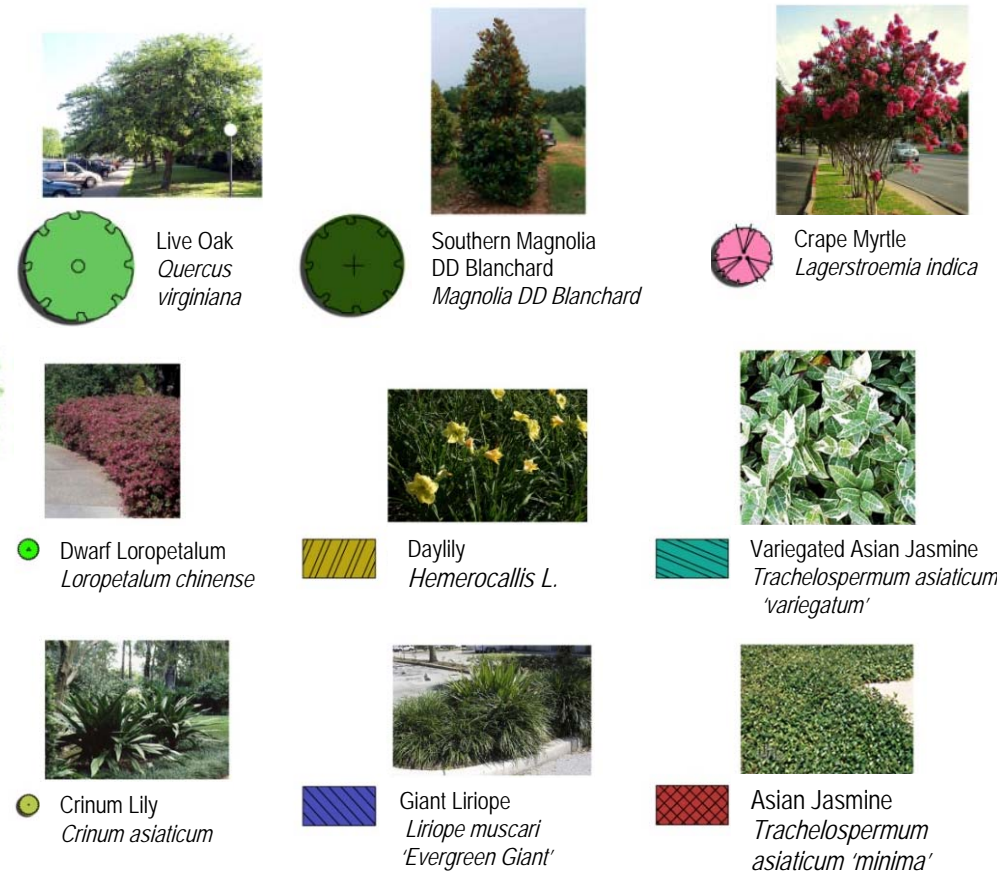 Live Oak
Quercus
virginiana
Southern Magnolia
DD Blanchard
Magnolia DD Blanchard
Crape Myrtle
Lagerstroemia indica
Dwarf Loropetalum
Loropetalum chinense
Daylily
Hemerocallis L.
Variegated Asian Jasmine
Trachelospermum asiaticum
'variegatum'
Crinum Lily
Crinum asiaticum
Giant Liriope
Liriope muscari
'Evergreen Giant'
Asian Jasmine
Trachelospermum
asiaticum 'minima'